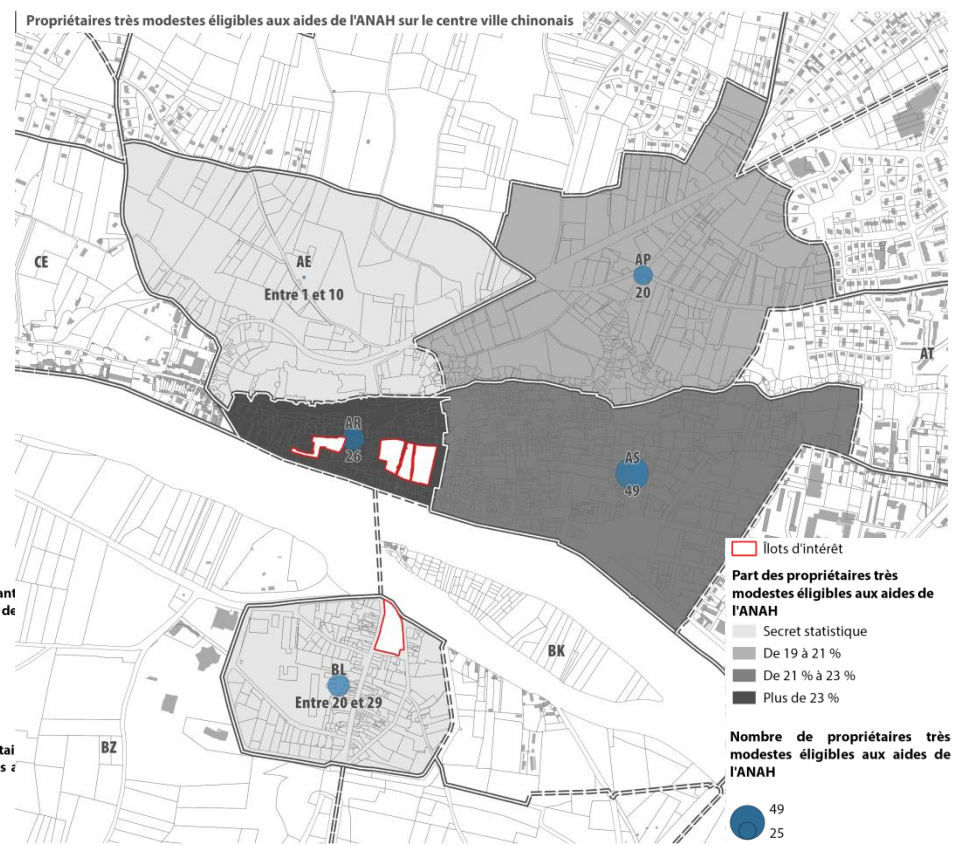 Propriétaires très modestes éligibles aux aides de l'ANAH sur le centre ville chinonais
CE
AE
Entre 1 et 10
AP
20
AT
AR
26
AS
49
BL
Entre 20 et 29
BK
BZ
ant
de
tai
s a
Îlots d'intérêt
Part des propriétaires très
modestes éligibles aux aides de
l'ANAH
Secret statistique
De 19 à 21 %
De 21 % à 23 %
Plus de 23 %
Nombre de propriétaires très
modestes éligibles aux aides de
l'ANAH
49
25